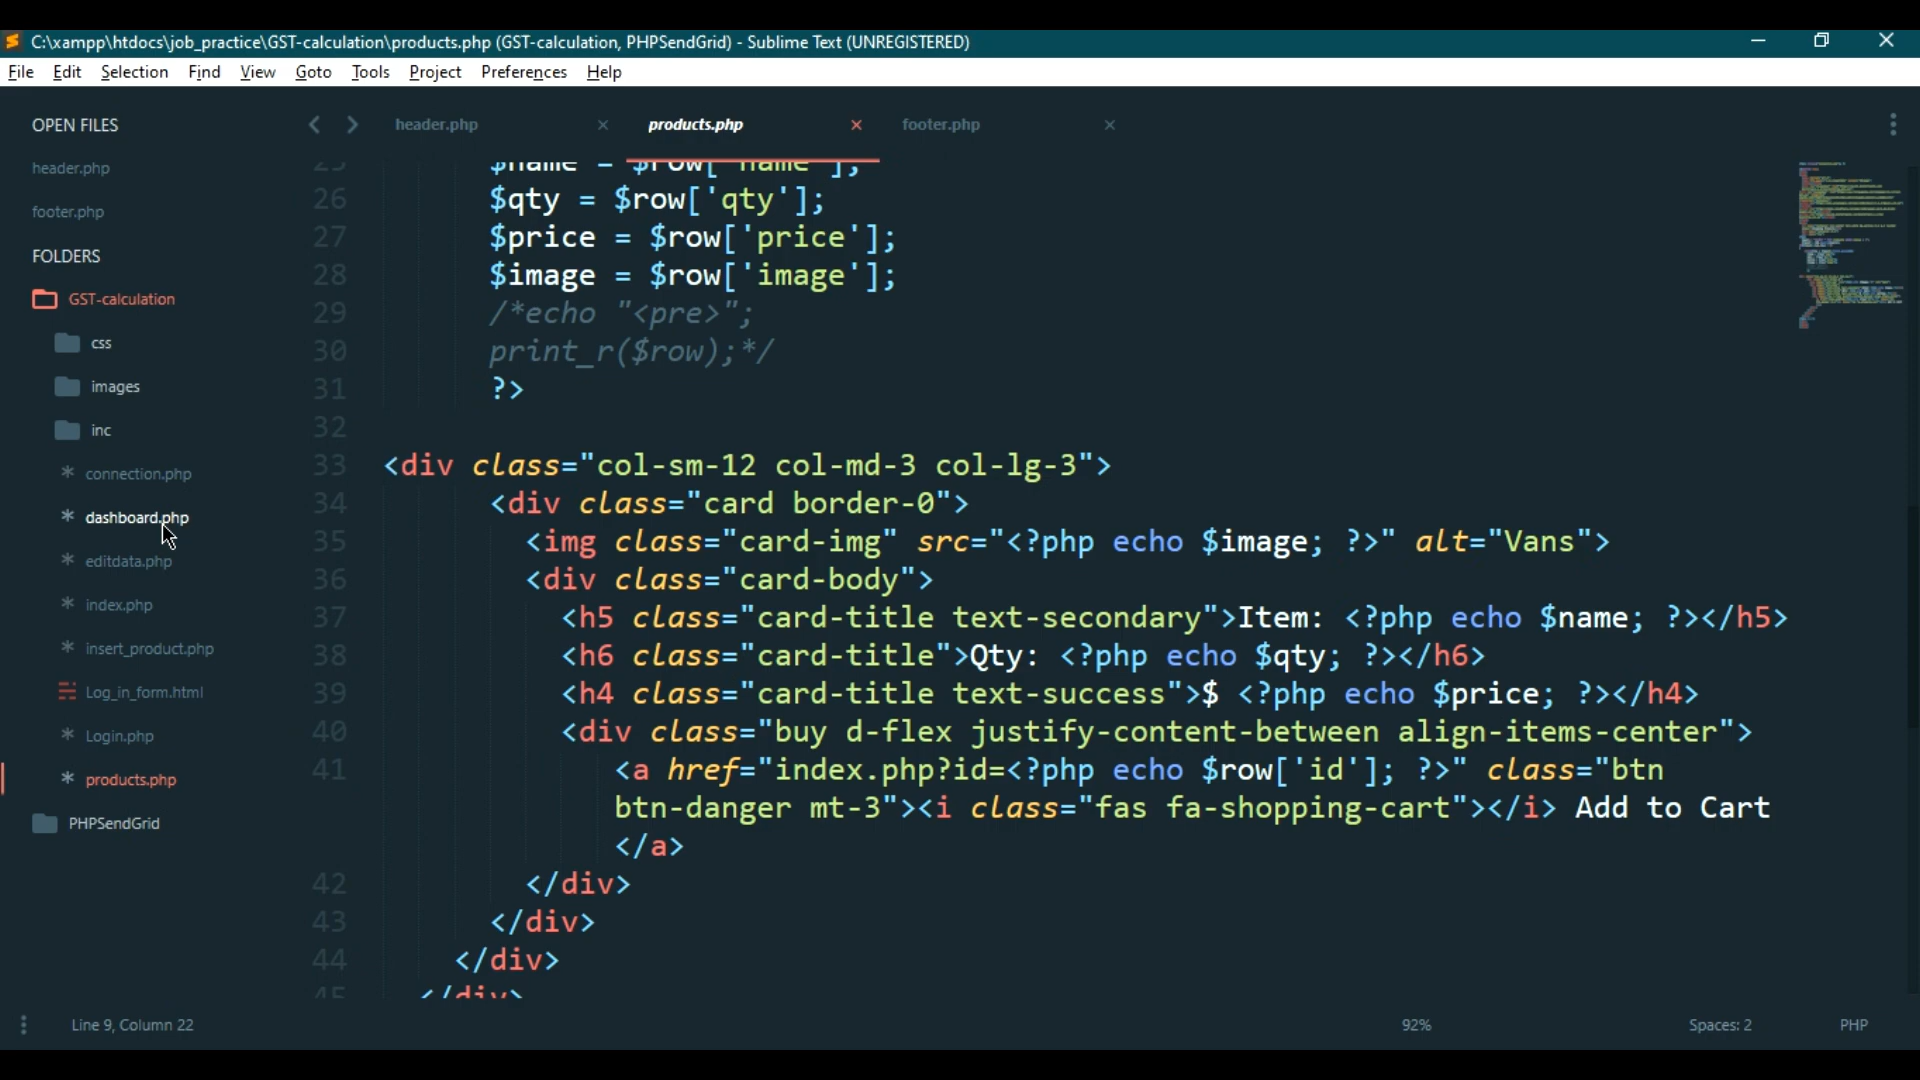 C:\xampp\htdocs\job_practice\GST-calculation\products.php (GST-calculation, PHPSendGrid) - Sublime Text (UNREGISTERED)
File Edit Selection Find View Goto Tools Project Preferences Help
OPEN FILES
header.php
footer.php
FOLDERS
GST-calculation
css
images
inc
* connection.php
* dashboard.php
* editdata.php
* index.php
* insert_product.php
Log_in_form.html
* Login.php
* products.php
PHPSendGrid
header.php products.php footer.php
25 $name = $row['name'];
26 $qty = $row['qty'];
27 $price = $row['price'];
28 $image = $row['image'];
29 /*echo "<pre>";
30 print_r($row);*/
31 ?>
32
33 <div class="col-sm-12 col-md-3 col-lg-3">
34 <div class="card border-0">
35 <img class="card-img" src="<?php echo $image; ?>" alt="Vans">
36 <div class="card-body">
37 <h5 class="card-title text-secondary">Item: <?php echo $name; ?></h5>
38 <h6 class="card-title">Qty: <?php echo $qty; ?></h6>
39 <h4 class="card-title text-success">$ <?php echo $price; ?></h4>
40 <div class="buy d-flex justify-content-between align-items-center">
41 <a href="index.php?id=<?php echo $row['id']; ?>" class="btn
btn-danger mt-3"><i class="fas fa-shopping-cart"></i> Add to Cart
</a>
42 </div>
43 </div>
44 </div>
45 </div>
Line 9, Column 22 92% Spaces: 2 PHP